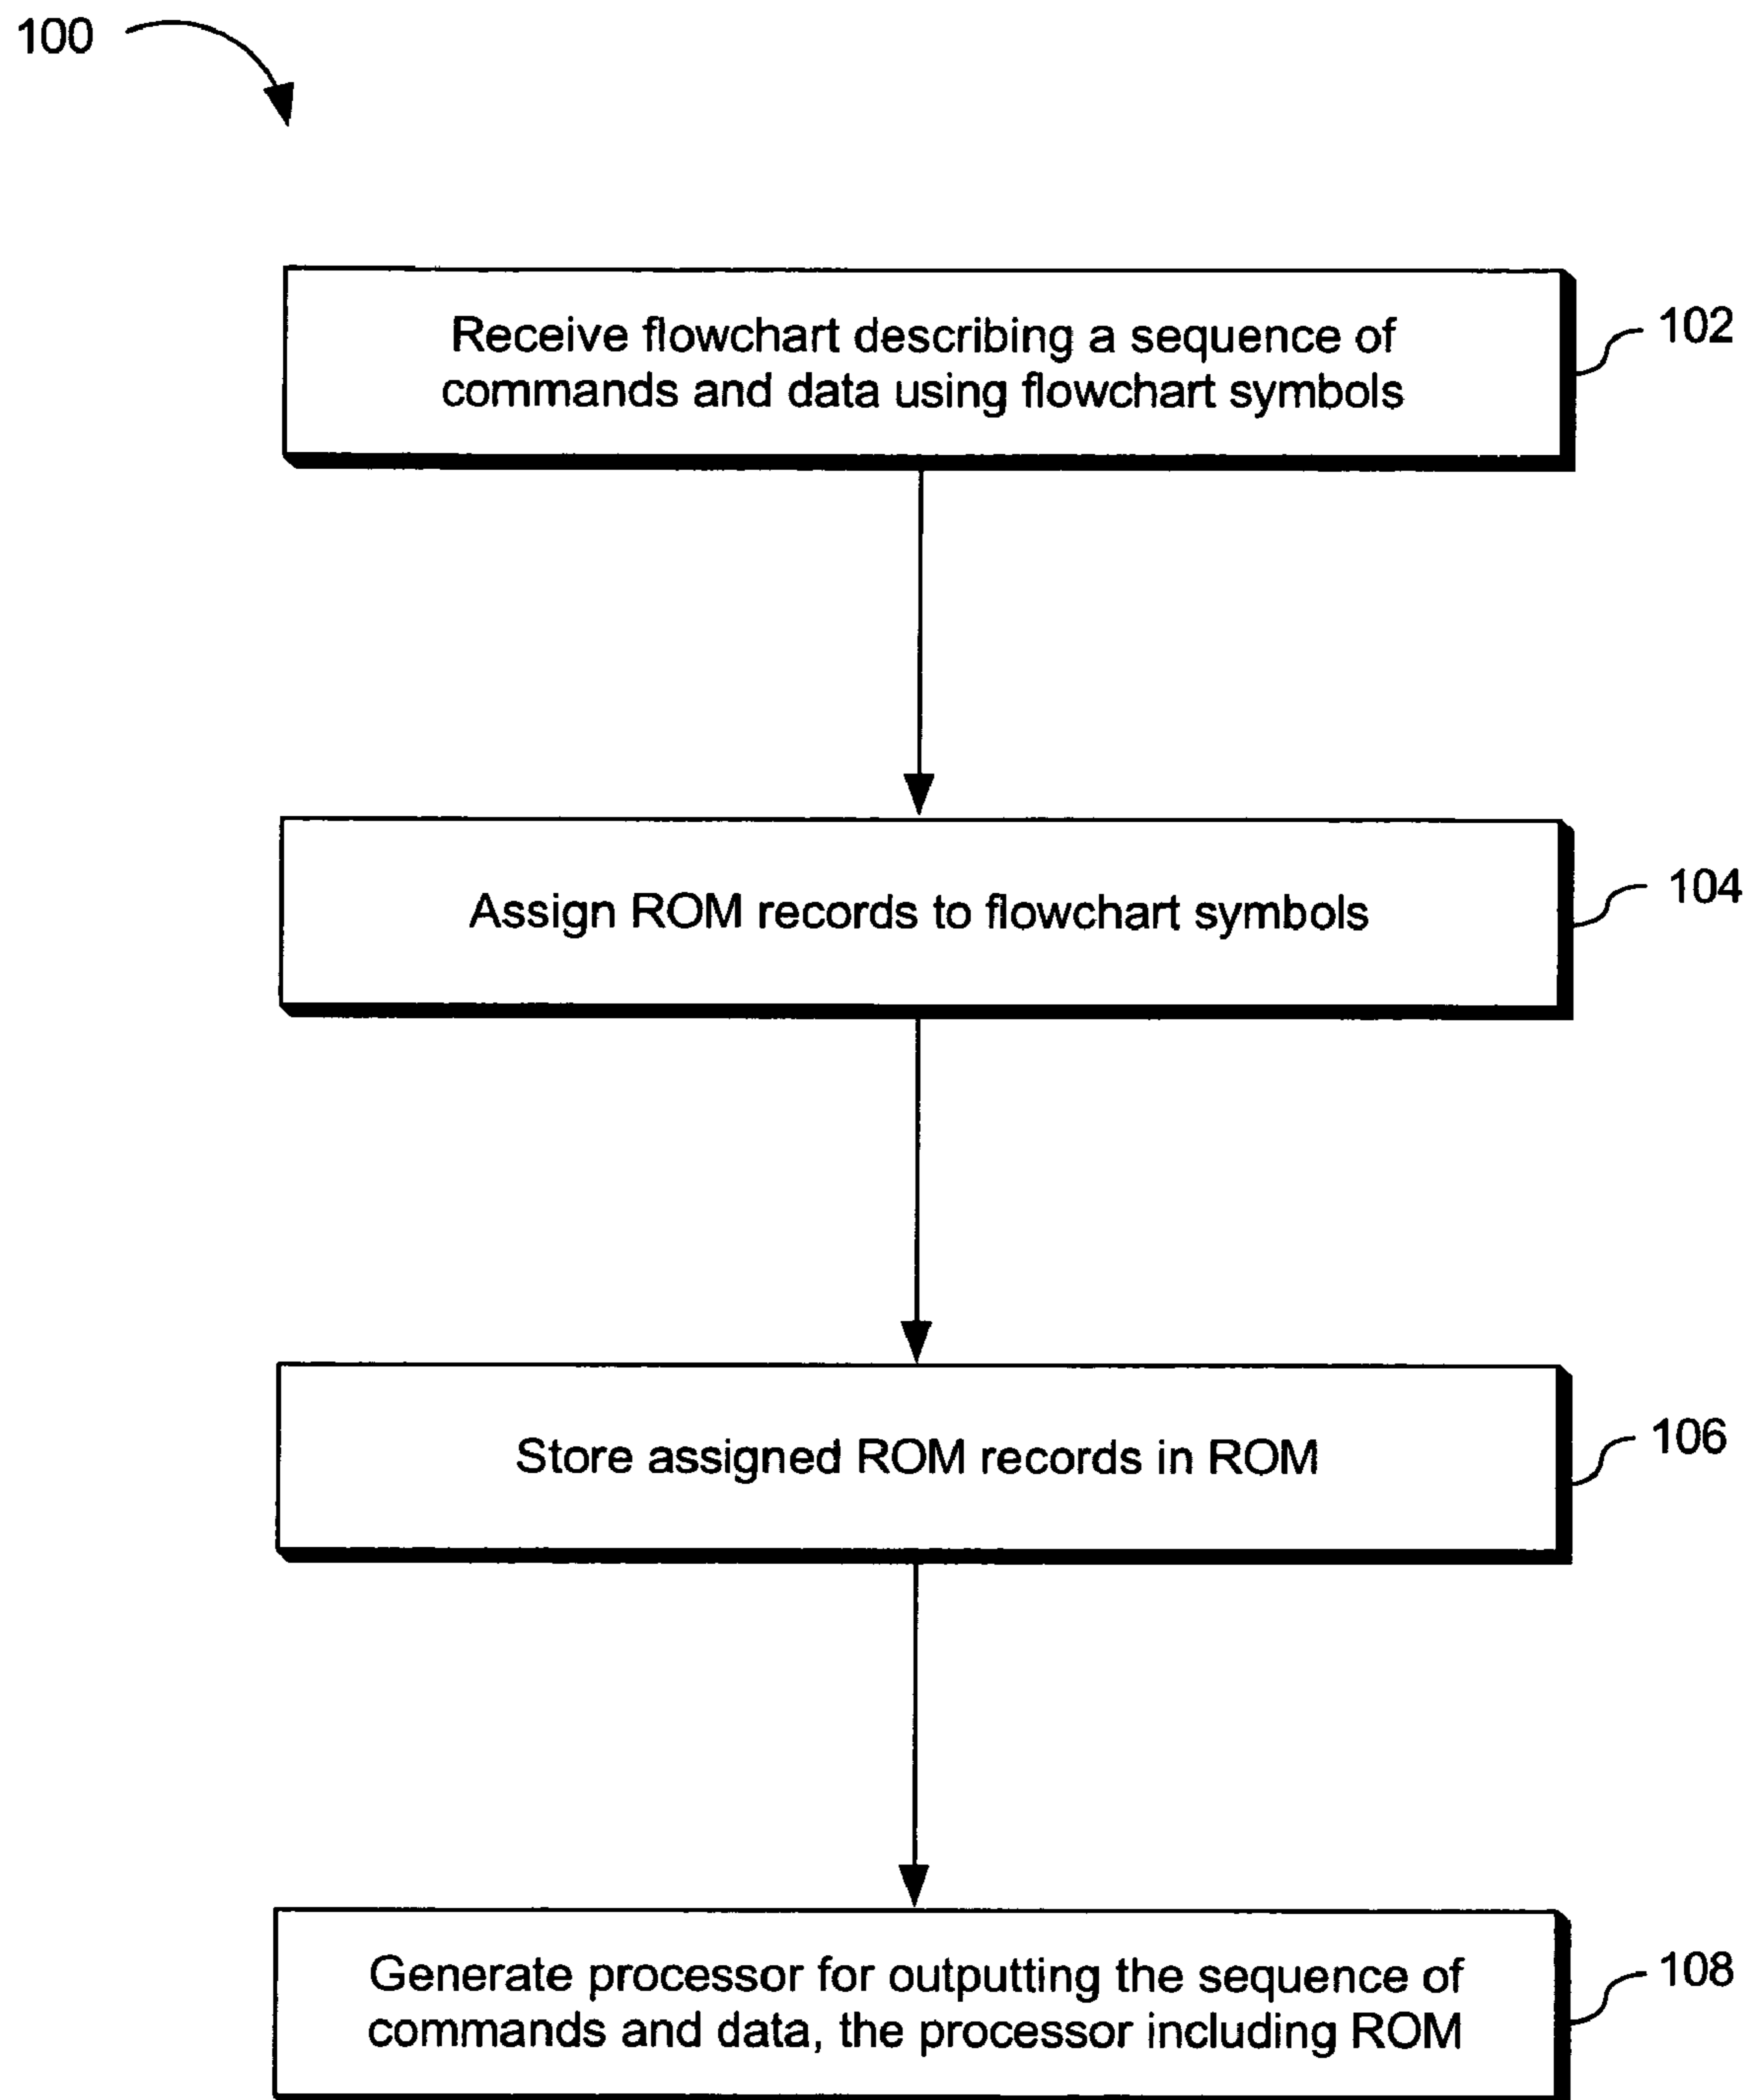 100
Receive flowchart describing a sequence of
commands and data using flowchart symbols
102
Assign ROM records to flowchart symbols
104
Store assigned ROM records in ROM
106
Generate processor for outputting the sequence of
commands and data, the processor including ROM
108